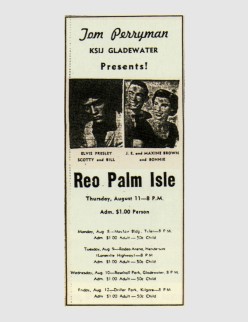 Tom Perryman
KSIJ GLADEWATER
Presents!
ELVIS PRESLEY
SCOTTY and BILL
J. E. and MAXINE BROWN
and BONNIE
Reo Palm Isle
Thursday, August 11—8 P.M.
Adm. $1.00 Person
Monday, Aug. 8—Mayfair Bldg., Tyler—8 P.M.
Adm. $1.00 Adult — 50c Child
Tuesday, Aug 9—Rodeo Arena, Henderson
Adm. $1.00 Adult — 50c Child
Wednesday, Aug. 10—Baseball Park, Gladewater, 8 P.M.
Adm. $1.00 Adult — 50c Child
Friday, Aug. 12—Driller Park, Kilgore—8 P.M.
Adm. $1.00 Adult — 50c Child